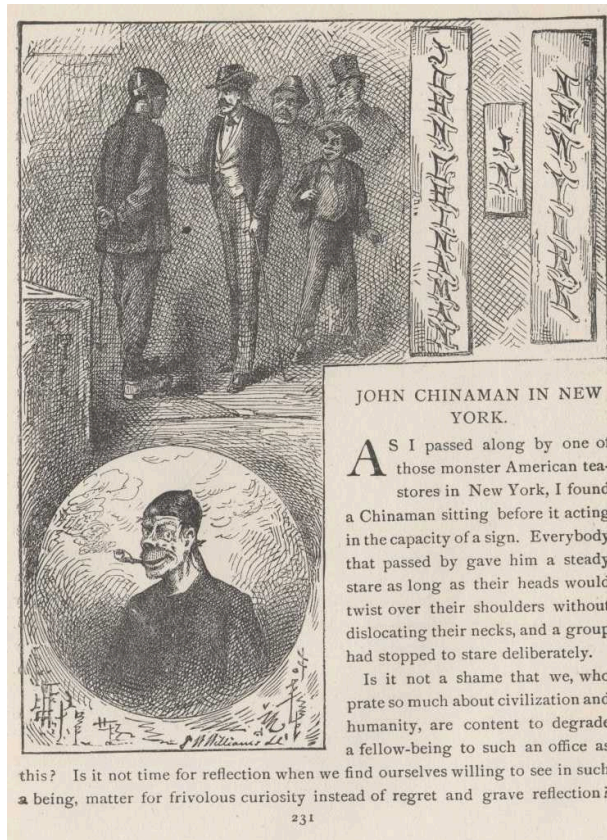 Williams
JOHN CHINAMAN IN NEW
YORK.
AS I passed along by one of
those monster American tea-
stores in New York, I found
a Chinaman sitting before it acting
in the capacity of a sign. Everybody
that passed by gave him a steady
stare as long as their heads would
twist over their shoulders without
dislocating their necks, and a group
had stopped to stare deliberately.
Is it not a shame that we, who
prate so much about civilization and
humanity, are content to degrade
a fellow-being to such an office as
this? Is it not time for reflection when we find ourselves willing to see in such
a being, matter for frivolous curiosity instead of regret and grave reflection?
231